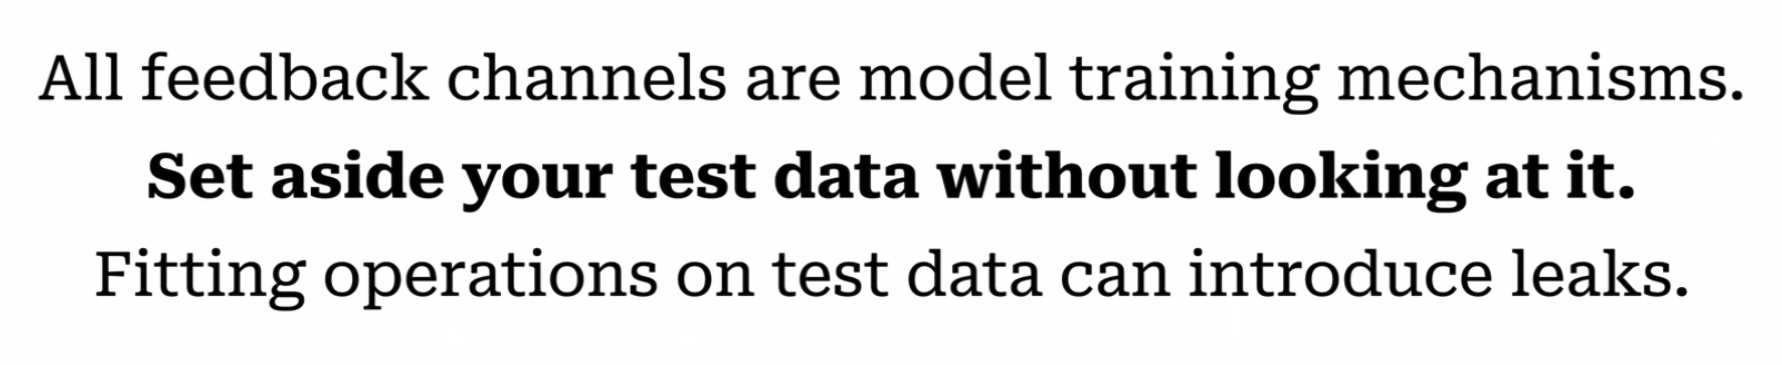 All feedback channels are model training mechanisms.
Set aside your test data without looking at it.
Fitting operations on test data can introduce leaks.